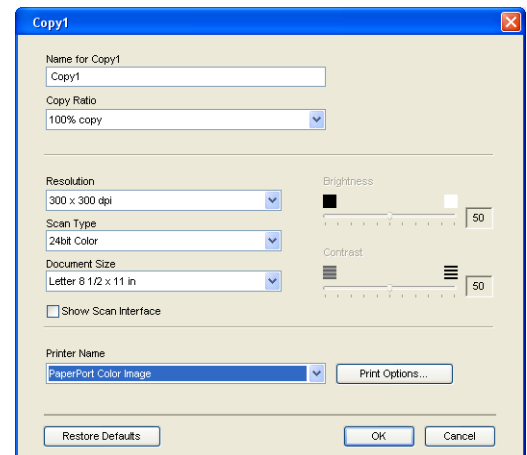 Copy1
Name for Copy1
Copy1
Copy Ratio
100% copy
Resolution
300 x 300 dpi
Scan Type
24bit Color
Document Size
Letter 8 1/2 x 11 in
Show Scan Interface
Brightness
50
Contrast
50
Printer Name
PaperPort Color Image
Print Options...
Restore Defaults
OK
Cancel